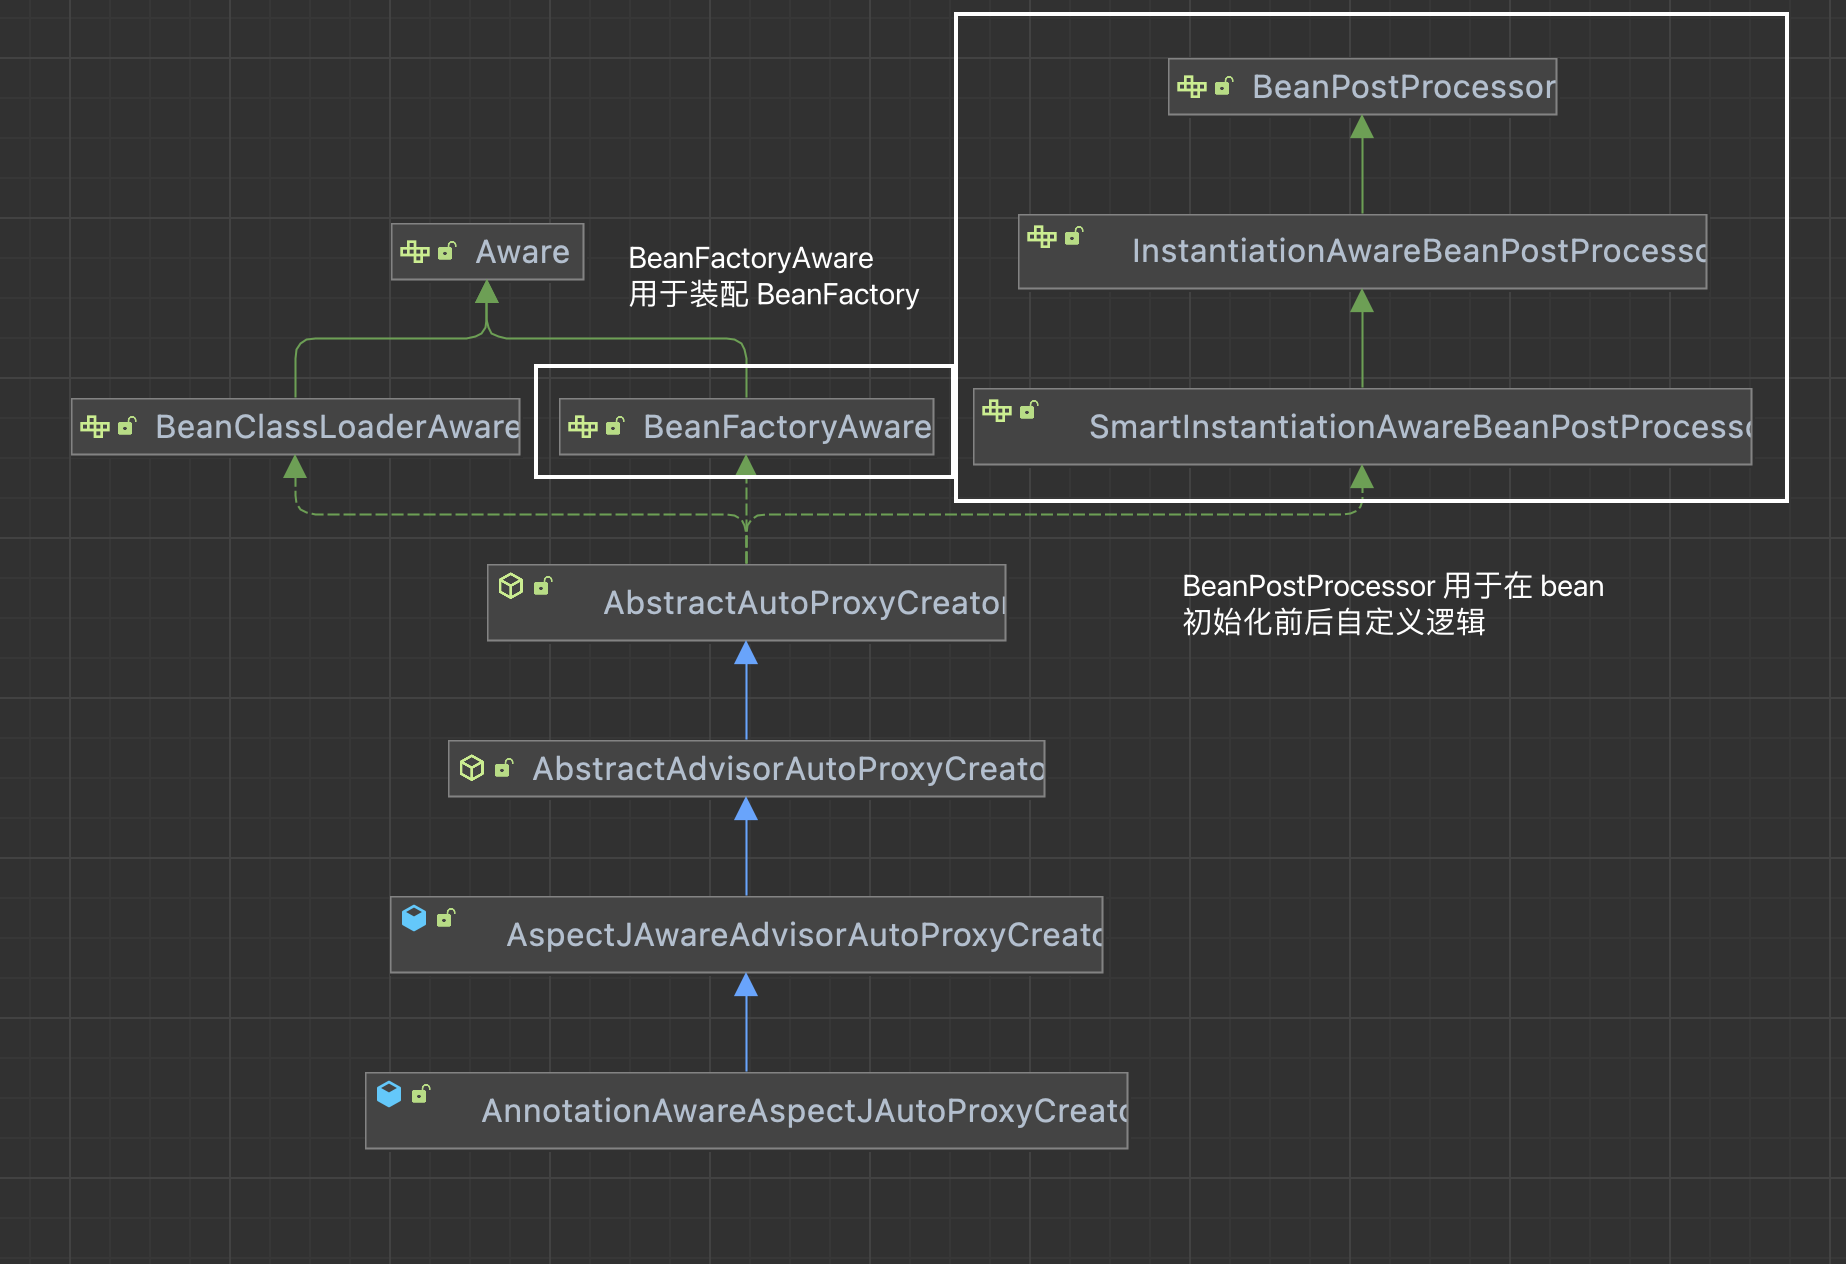 BeanPostProcessor
Aware
BeanFactoryAware
用于装配 BeanFactory
InstantiationAwareBeanPostProcesso
BeanClassLoaderAware
BeanFactoryAware
SmartInstantiationAwareBeanPostProcesso
AbstractAutoProxyCreator
BeanPostProcessor 用于在 bean
初始化前后自定义逻辑
AbstractAdvisorAutoProxyCreato
AspectJAwareAdvisorAutoProxyCreato
AnnotationAwareAspectJAutoProxyCreato